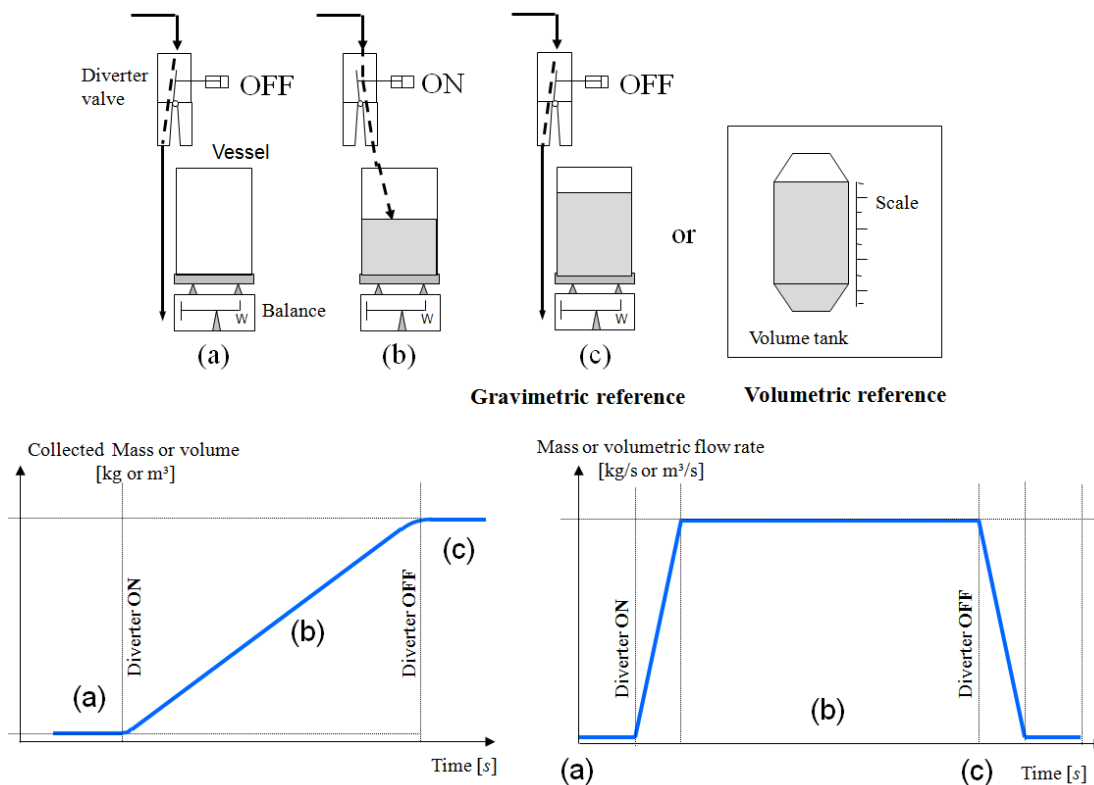 Diverter
valve
OFF
ON
OFF
Vessel
or
Scale
Volume tank
Balance
W
W
W
(a)
(b)
(c)
Gravimetric reference
Volumetric reference
Collected Mass or volume
[kg or m³]
Diverter ON
Diverter OFF
(a)
(b)
(c)
Time [s]
Mass or volumetric flow rate
[kg/s or m³/s]
Diverter ON
Diverter OFF
(b)
(a)
(c)
Time [s]